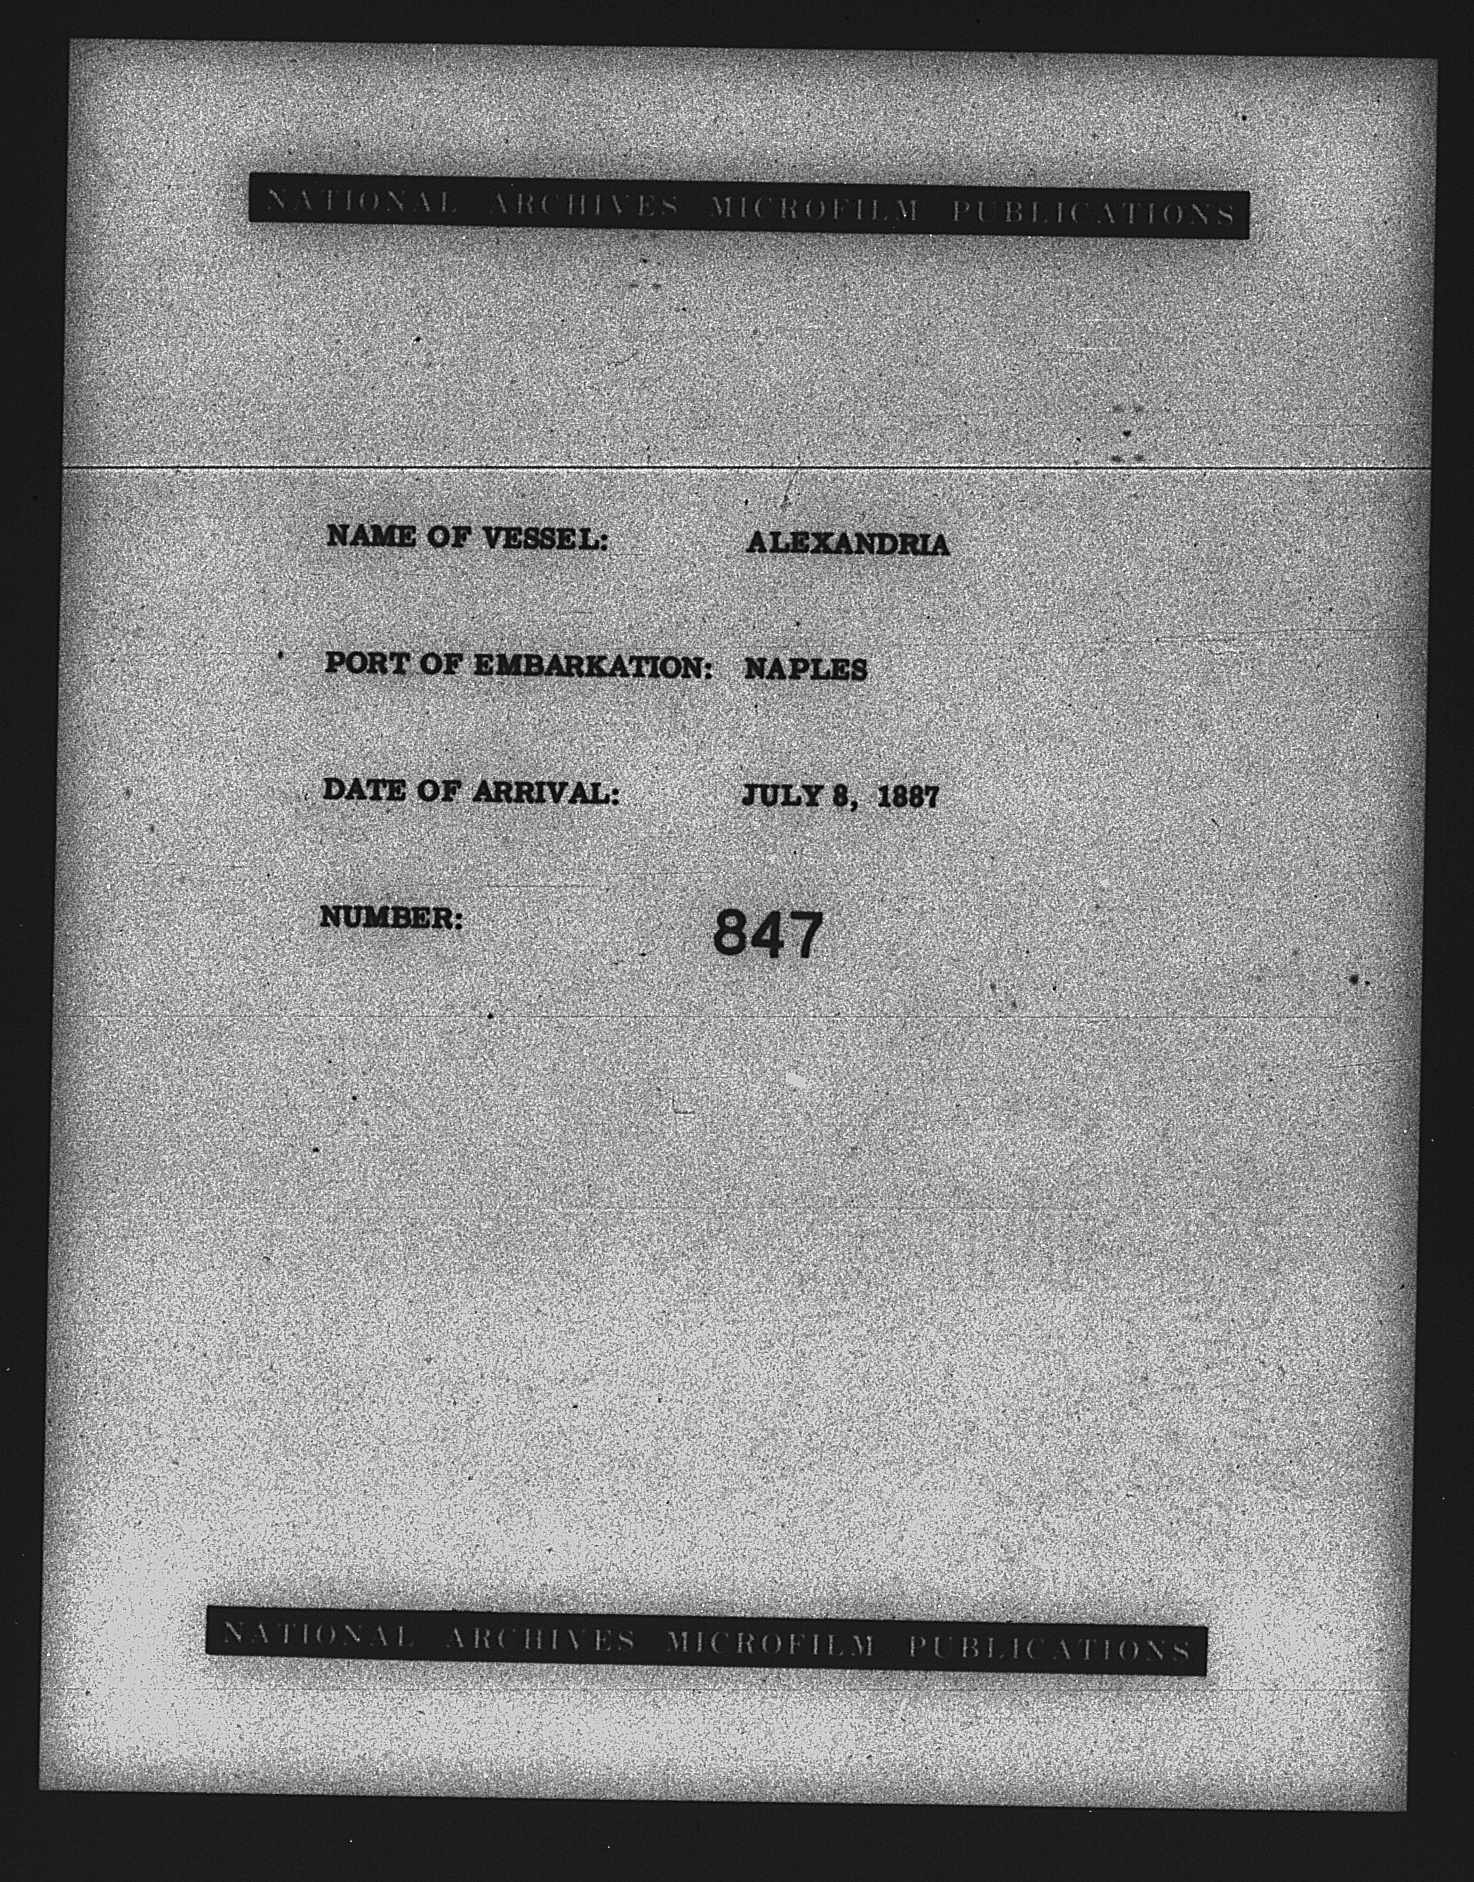 NATIONAL ARCHIVES MICROFILM PUBLICATIONS
NAME OF VESSEL: ALEXANDRIA
PORT OF EMBARKATION: NAPLES
DATE OF ARRIVAL: JULY 8, 1887
NUMBER: 847
NATIONAL ARCHIVES MICROFILM PUBLICATIONS